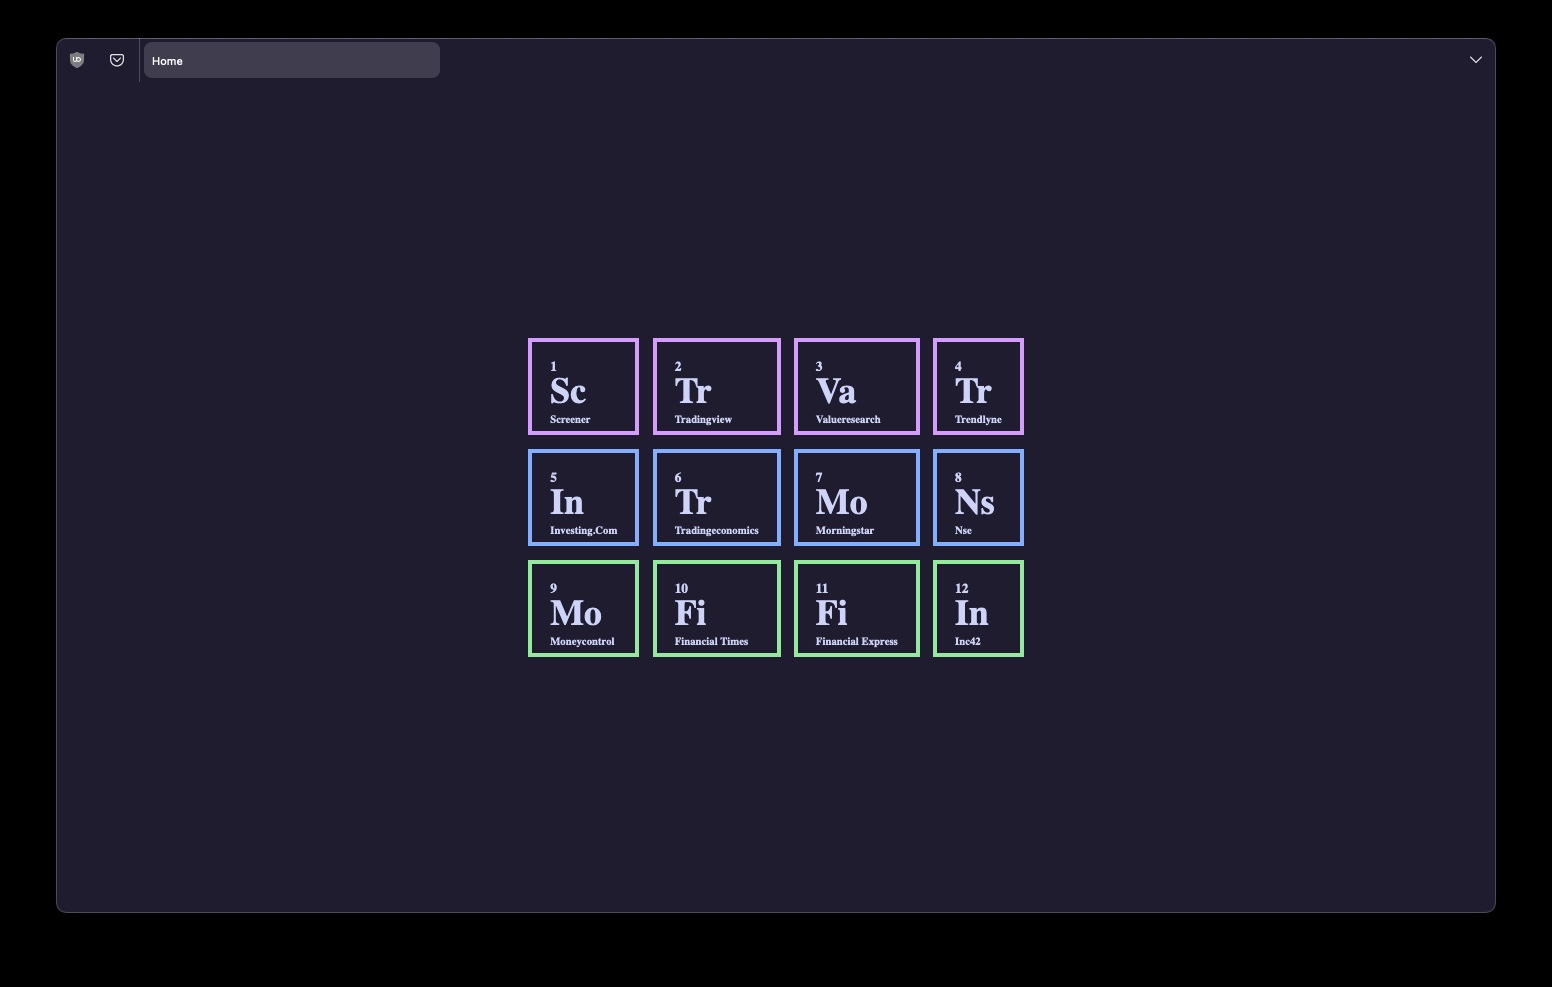 Home
1
Sc
Screener
2
Tr
Tradingview
3
Va
Valueresearch
4
Tr
Trendlyne
5
In
Investing.Com
6
Tr
Tradingeconomics
7
Mo
Morningstar
8
Ns
Nse
9
Mo
Moneycontrol
10
Fi
Financial Times
11
Fi
Financial Express
12
In
Inc42